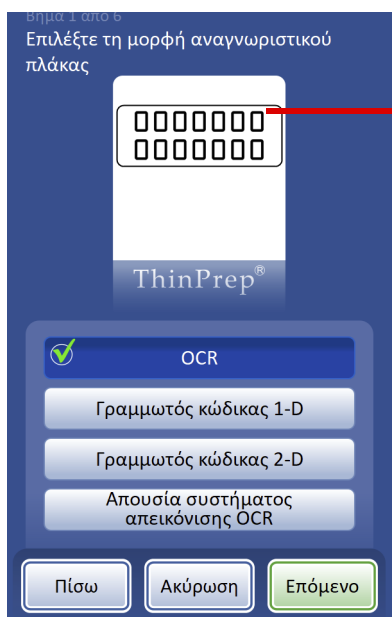 Βήμα 1 από 6
Επιλέξτε τη μορφή αναγνωριστικού
πλάκας
0000000
0000000
ThinPrep®
OCR
Γραμμωτός κώδικας 1-D
Γραμμωτός κώδικας 2-D
Απουσία συστήματος
απεικόνισης OCR
Πίσω
Ακύρωση
Επόμενο